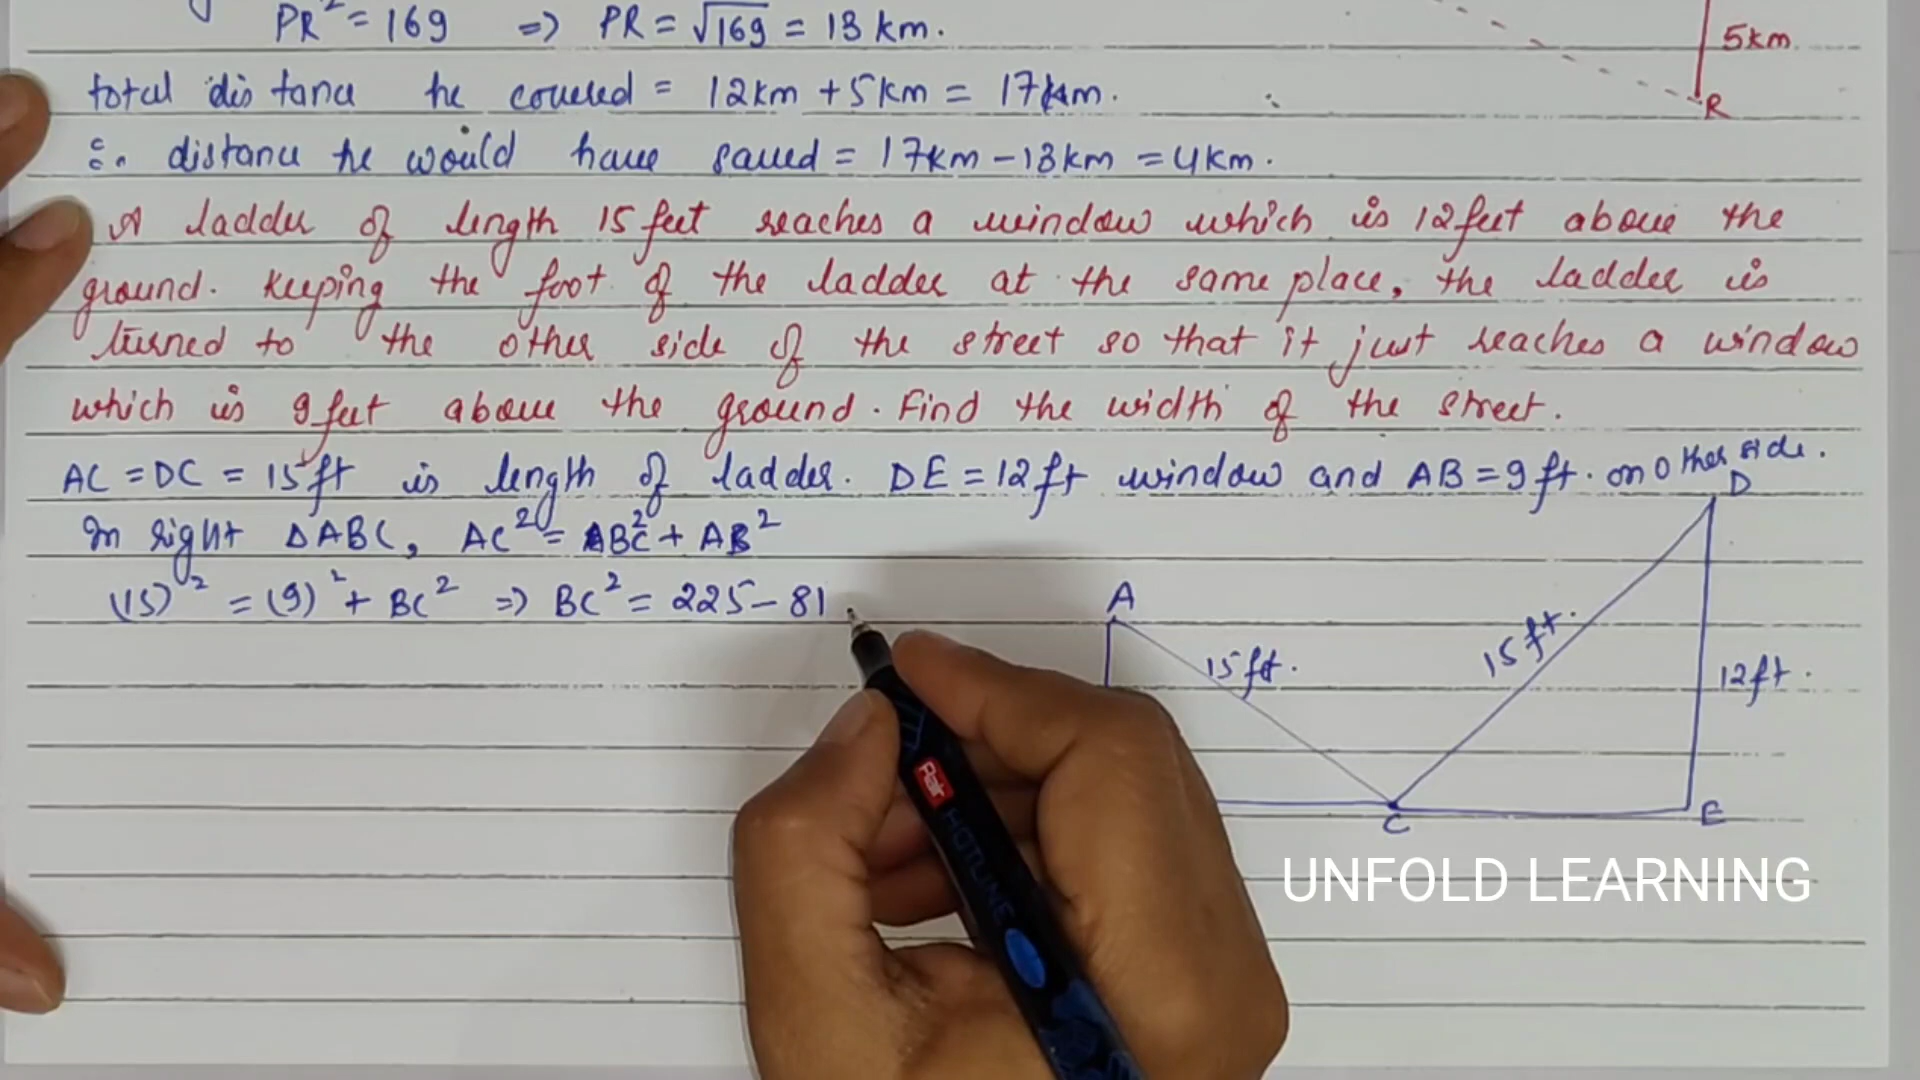 PR² = 169 => PR = √169 = 13 km.
5km
total distance he covered = 12km + 5km = 17km.
R
∴ distance he would have saved = 17km - 13km = 4km.
A ladder of length 15 feet reaches a window which is 12 feet above the
ground. Keeping the foot of the ladder at the same place, the ladder is
turned to the other side of the street so that it just reaches a window
which is 9 feet above the ground. Find the width of the street.
AC = DC = 15ft is length of ladder. DE = 12ft window and AB = 9ft. on other side.
D
In right ΔABC, AC² = BC² + AB²
(15)² = (9)² + BC² => BC² = 225 - 81
A
15ft.
15ft.
12ft.
C
E
Pair HOTLINE
UNFOLD LEARNING